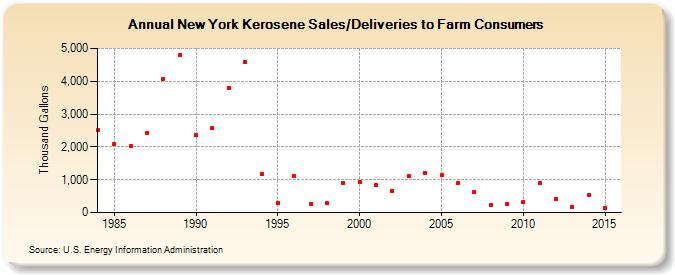 Annual New York Kerosene Sales/Deliveries to Farm Consumers
Thousand Gallons
5,000
4,000
3,000
2,000
1,000
0
1985 1990 1995 2000 2005 2010 2015
Source: U.S. Energy Information Administration